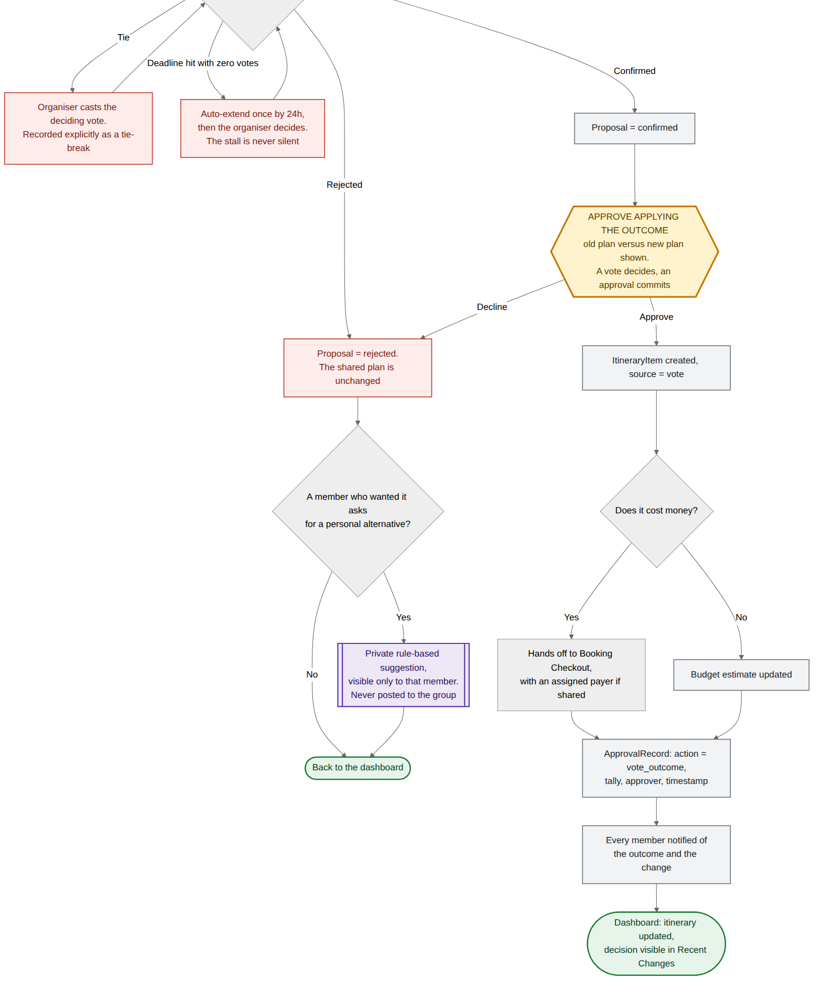 Tie
Deadline hit with zero votes
Confirmed
Organiser casts the
deciding vote.
Recorded explicitly as a tie-
break
Auto-extend once by 24h,
then the organiser decides.
The stall is never silent
Proposal = confirmed
Rejected
APPROVE APPLYING
THE OUTCOME
old plan versus new plan
shown.
A vote decides, an
approval commits
Decline
Approve
Proposal = rejected.
The shared plan is
unchanged
ItineraryItem created,
source = vote
A member who wanted it
asks
for a personal alternative?
Does it cost money?
Yes
Yes
No
No
Private rule-based
suggestion,
visible only to that member.
Never posted to the group
Hands off to Booking
Checkout,
with an assigned payer if
shared
Budget estimate updated
Back to the dashboard
ApprovalRecord: action =
vote_outcome,
tally, approver, timestamp
Every member notified of
the outcome and the
change
Dashboard: itinerary
updated,
decision visible in Recent
Changes